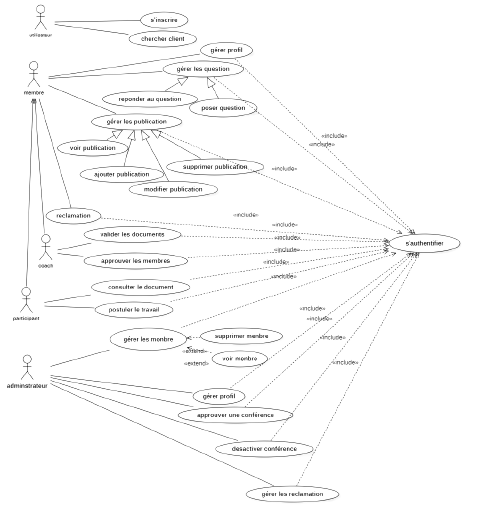 s'inscrire
utilisateur
chercher client
gérer profil
gérer les question
membre
reponder au question
poser question
gérer les publication
«include»
«include»
voir publication
supprimer publication
«include»
ajouter publication
modifier publication
reclamation
«include»
«include»
valider les documents
«include»
s'authentifier
coach
«include»
approuver les membres
«include»
«include»
consulter le document
participant
postuler le travail
«include»
«include»
supprimer membre
gérer les monbre
«include»
«extend»
voir menbre
«extend»
«include»
adminstrateur
gérer profil
approuver une conférence
desactiver conférence
gérer les reclamation